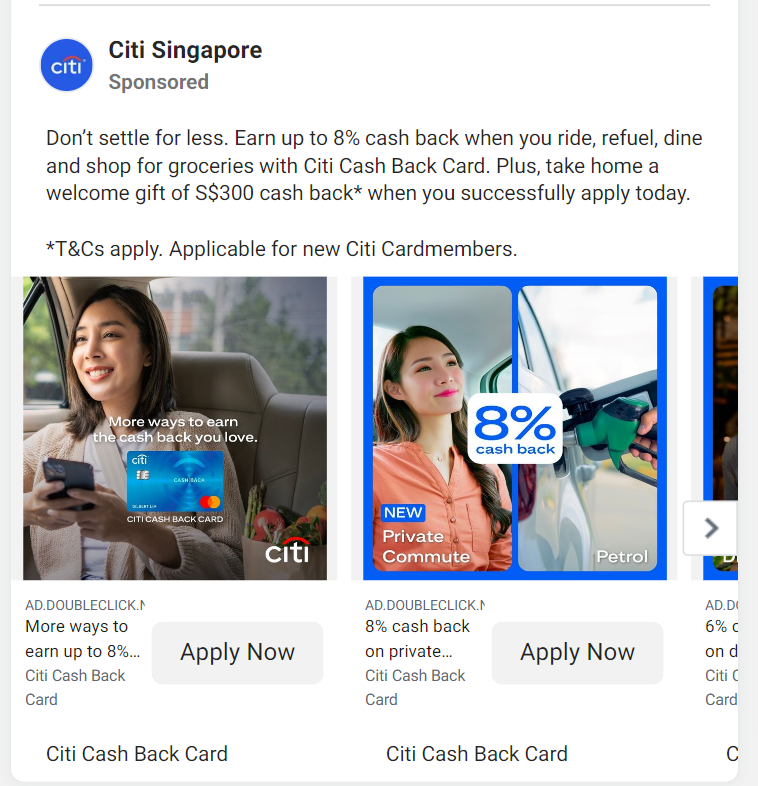 citi
Citi Singapore
Sponsored
Don’t settle for less. Earn up to 8% cash back when you ride, refuel, dine
and shop for groceries with Citi Cash Back Card. Plus, take home a
welcome gift of S$300 cash back* when you successfully apply today.
*T&Cs apply. Applicable for new Citi Cardmembers.
More ways to earn
the cash back you love.
citi
CASH BACK
CITI CASH BACK CARD
citi
8%
cash back
NEW
Private
Commute
Petrol
AD.DOUBLECLICK.N
More ways to
earn up to 8%...
Citi Cash Back
Card
Apply Now
AD.DOUBLECLICK.N
8% cash back
on private...
Citi Cash Back
Card
Apply Now
6% c
on d
Citi C
Card
Citi Cash Back Card
Citi Cash Back Card
C